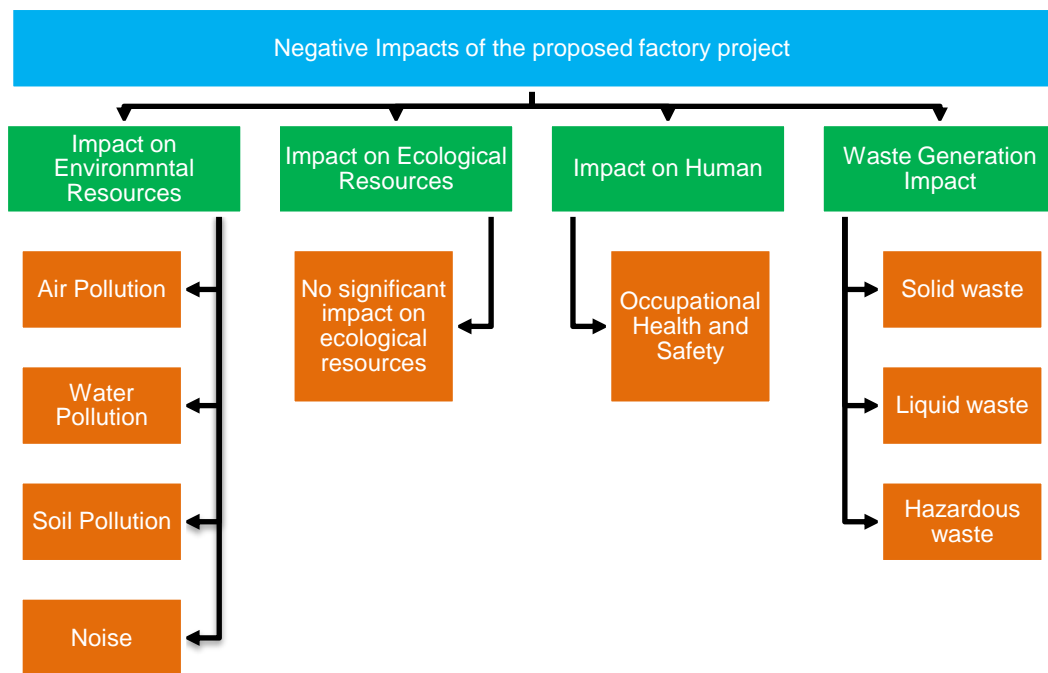 Negative Impacts of the proposed factory project
Impact on
Environmntal
Resources
Impact on Ecological
Resources
Impact on Human
Waste Generation
Impact
Air Pollution
Water
Pollution
Soil Pollution
Noise
No significant
impact on
ecological
resources
Occupational
Health and
Safety
Solid waste
Liquid waste
Hazardous
waste